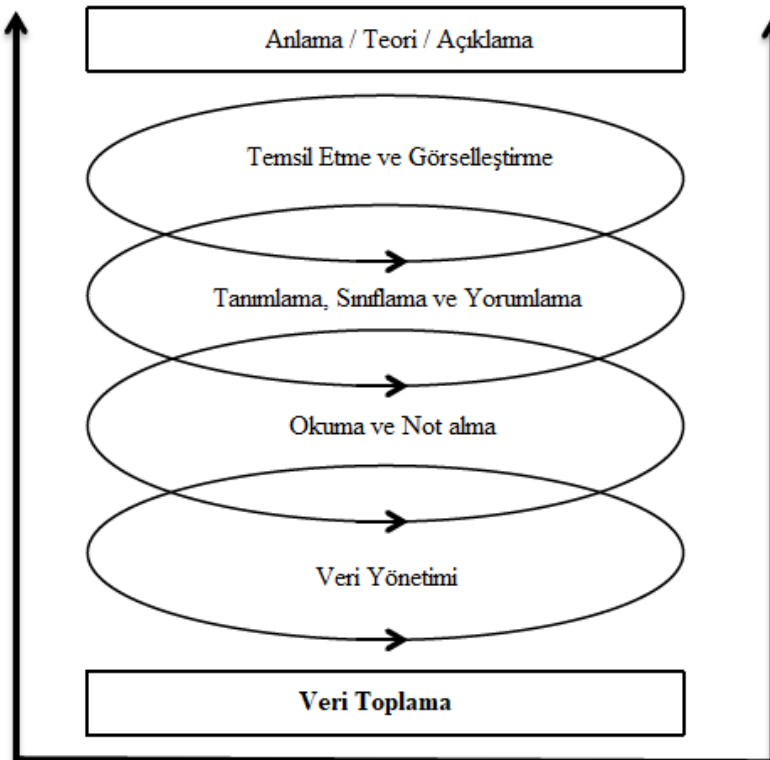 Anlama / Teori / Açıklama
Temsil Etme ve Görselleştirme
Tanımlama, Sınıflama ve Yorumlama
Okuma ve Not alma
Veri Yönetimi
Veri Toplama